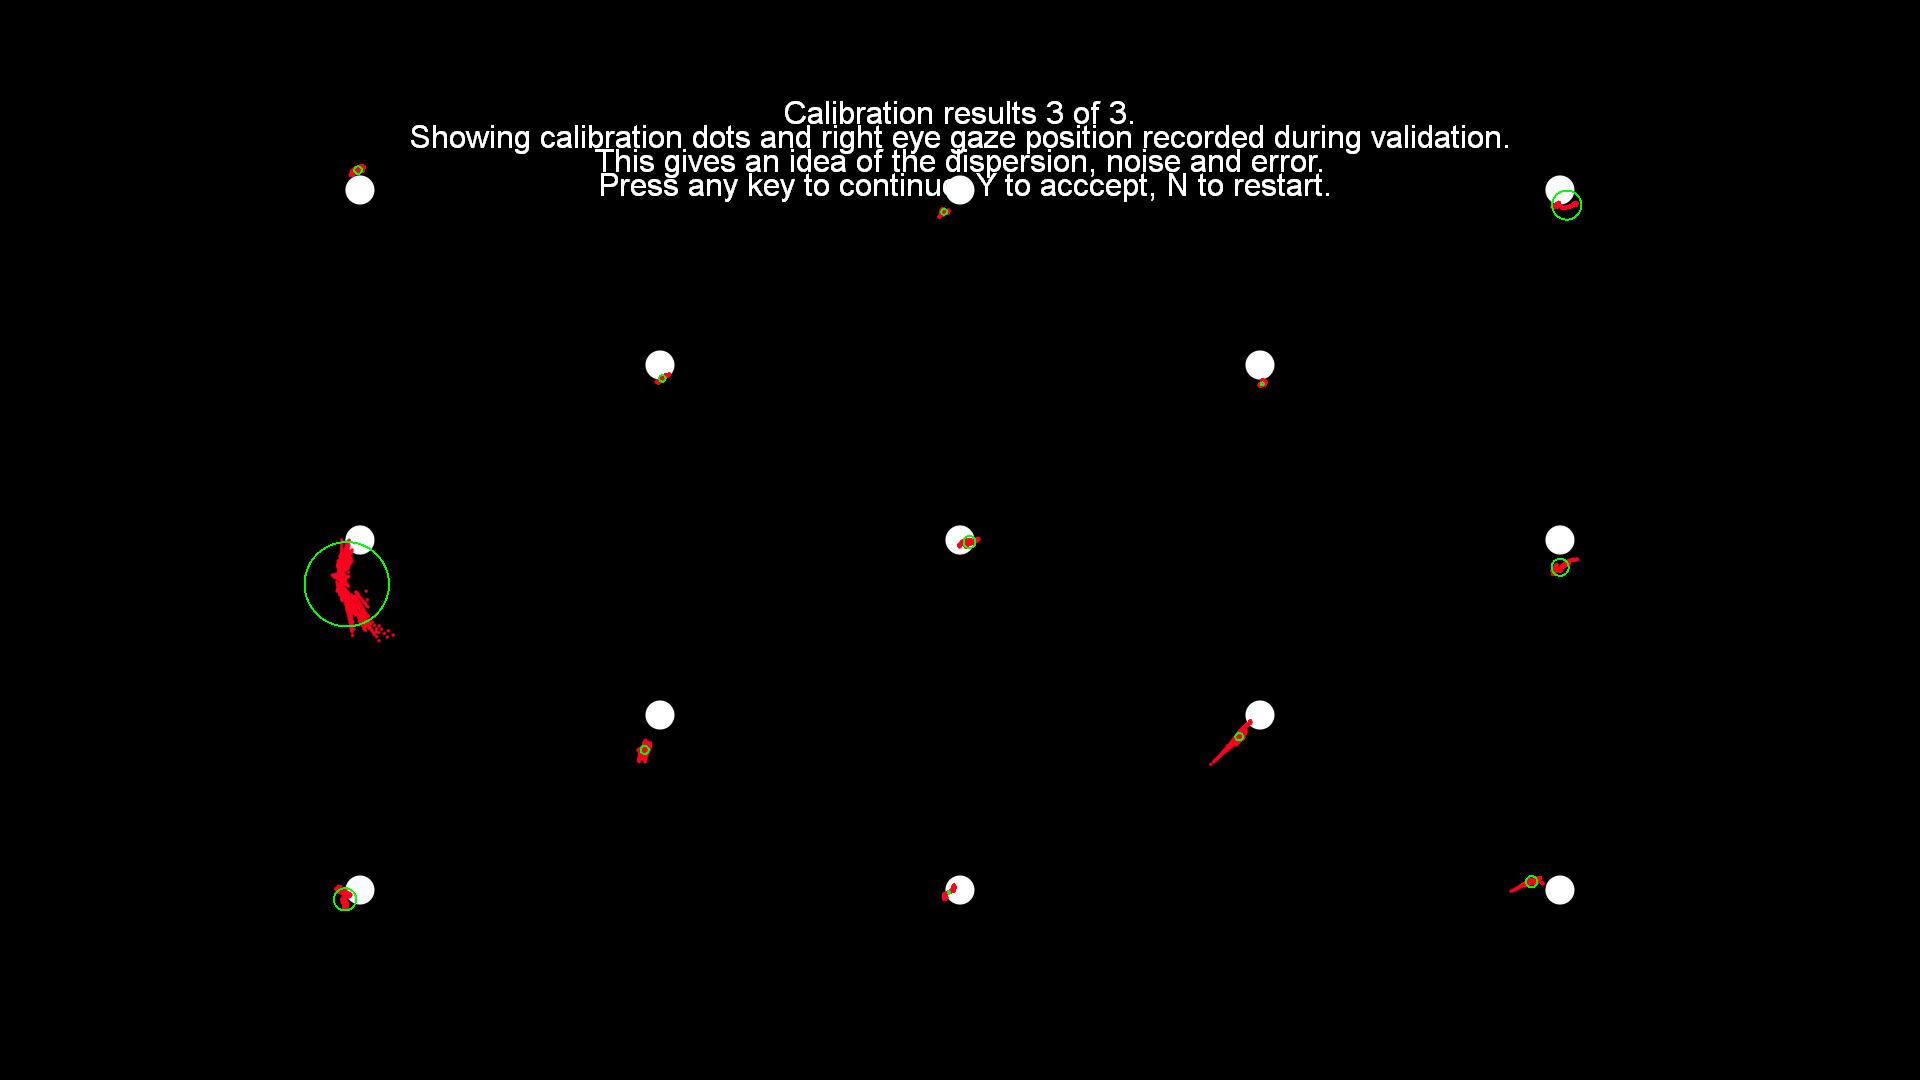 Calibration results 3 of 3.
Showing calibration dots and right eye gaze position recorded during validation.
This gives an idea of the dispersion, noise and error.
Press any key to continue Y to acccept, N to restart.